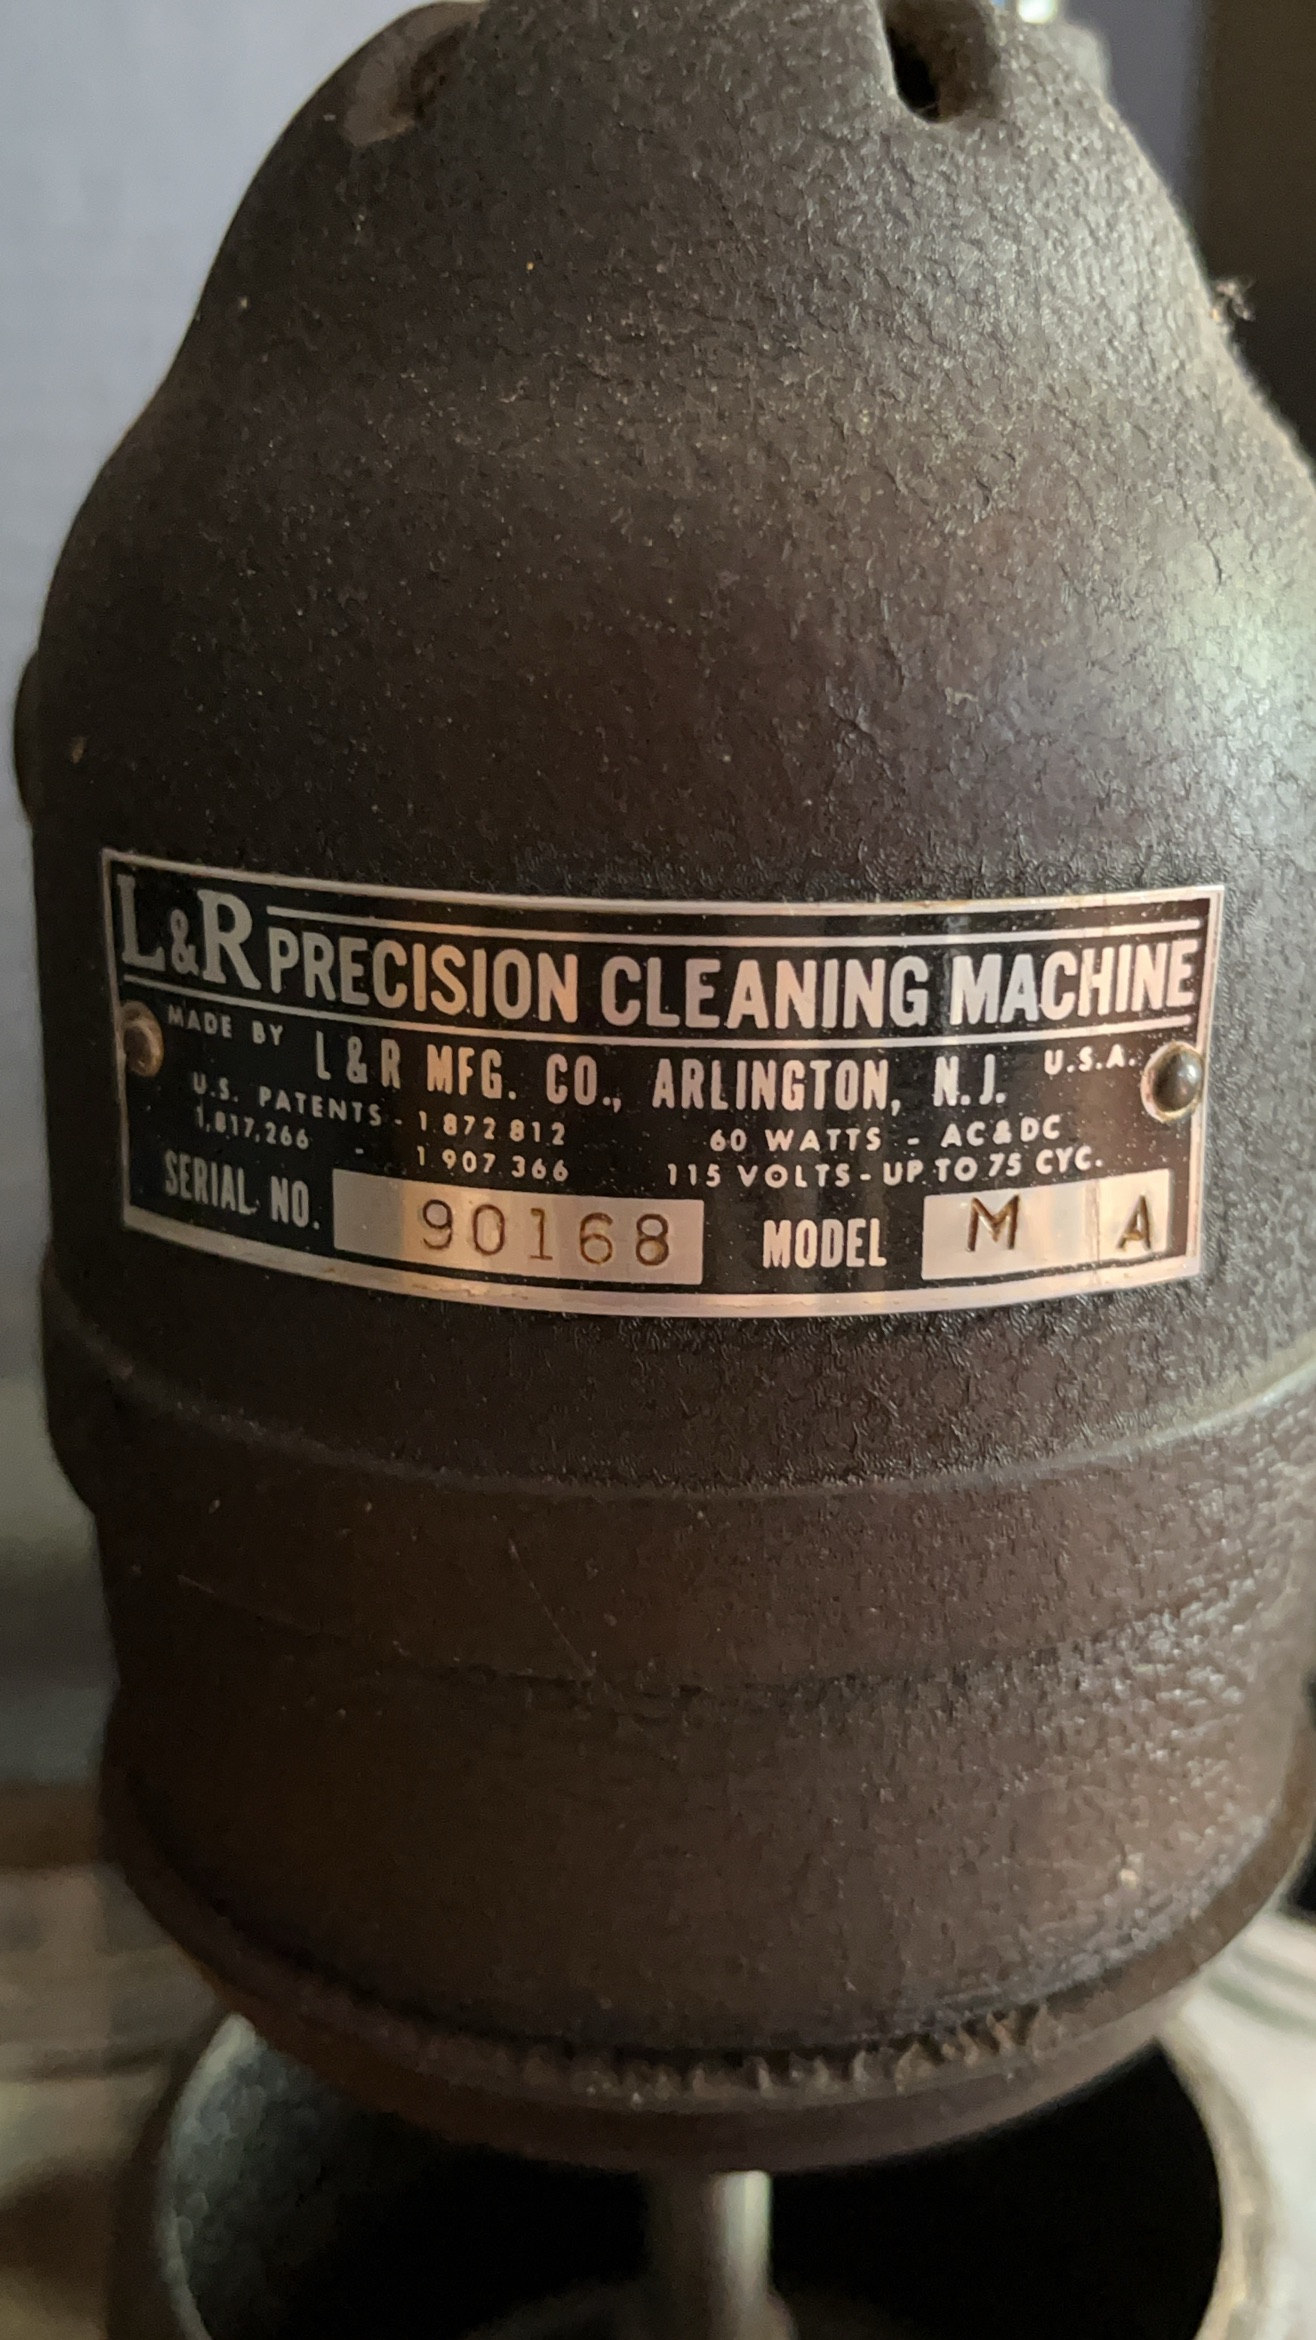 L&R PRECISION CLEANING MACHINE
MADE BY L & R MFG. CO., ARLINGTON, N.J. U.S.A.
U.S. PATENTS - 1 872 812
1,817,266 - 1 907 366
60 WATTS - AC & DC
115 VOLTS - UP TO 75 CYC.
SERIAL NO. 90168 MODEL M A